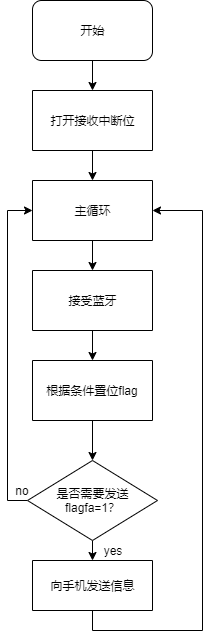 开始
打开接收中断位
主循环
接受蓝牙
根据条件置位flag
是否需要发送
flagfa=1?
no
yes
向手机发送信息